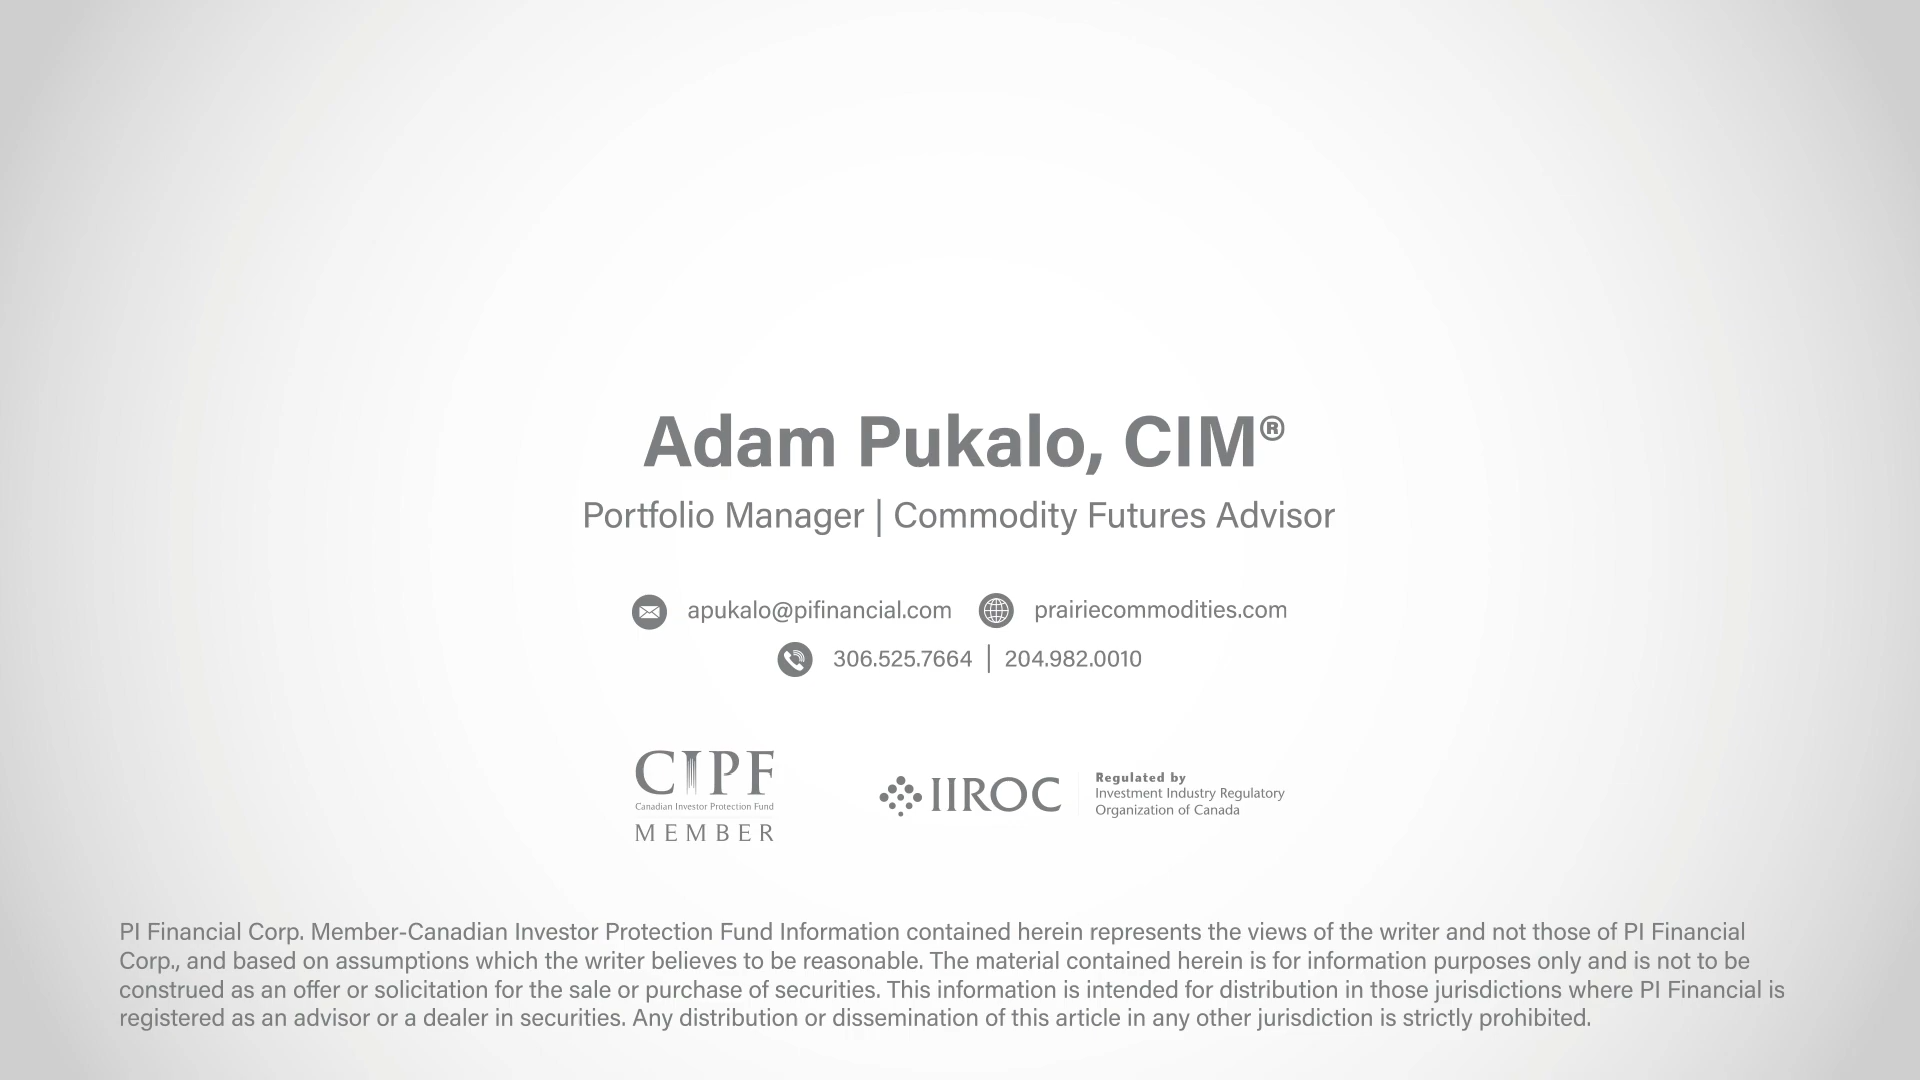 Adam Pukalo, CIM®
Portfolio Manager | Commodity Futures Advisor
apukalo@pifinancial.com prairiecommodities.com
306.525.7664 | 204.982.0010
CIPF
Canadian Investor Protection Fund
MEMBER
IIROC
Regulated by
Investment Industry Regulatory
Organization of Canada
PI Financial Corp. Member-Canadian Investor Protection Fund Information contained herein represents the views of the writer and not those of PI Financial
Corp., and based on assumptions which the writer believes to be reasonable. The material contained herein is for information purposes only and is not to be
construed as an offer or solicitation for the sale or purchase of securities. This information is intended for distribution in those jurisdictions where PI Financial is
registered as an advisor or a dealer in securities. Any distribution or dissemination of this article in any other jurisdiction is strictly prohibited.